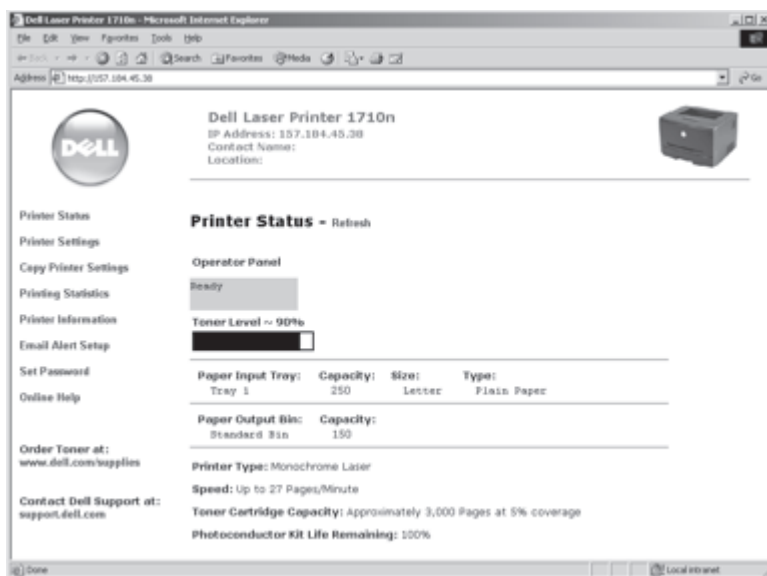 Dell Laser Printer 1710n - Microsoft Internet Explorer
File Edit View Favorites Tools Help
Back Search Favorites Media
Address http://157.184.45.38 Go
DELL
Dell Laser Printer 1710n
IP Address: 157.184.45.38
Contact Name:
Location:
Printer Status
Printer Settings
Copy Printer Settings
Printing Statistics
Printer Information
Email Alert Setup
Set Password
Online Help
Order Toner at:
www.dell.com/supplies
Contact Dell Support at:
support.dell.com
Printer Status - Refresh
Operator Panel
Ready
Toner Level ~ 90%
Paper Input Tray: Capacity: Size: Type:
Tray 1 250 Letter Plain Paper
Paper Output Bin: Capacity:
Standard Bin 150
Printer Type: Monochrome Laser
Speed: Up to 27 Pages/Minute
Toner Cartridge Capacity: Approximately 3,000 Pages at 5% coverage
Photoconductor Kit Life Remaining: 100%
Done Local intranet